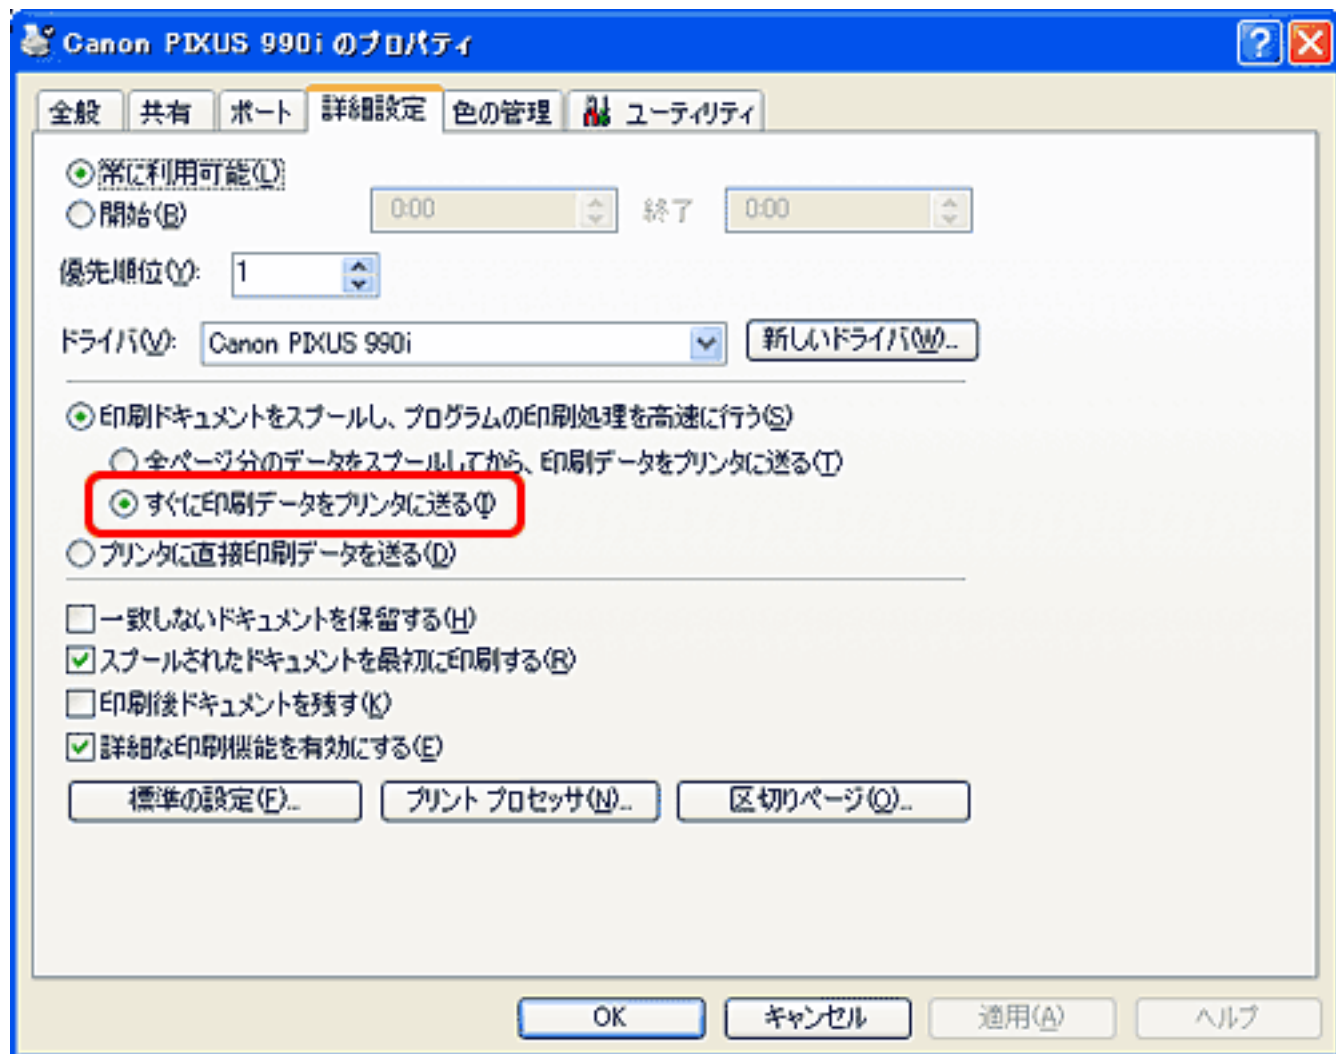 Canon PIXUS 990i のプロパティ
全般 共有 ポート 詳細設定 色の管理 ユーティリティ
常に利用可能(L)
開始(B) 0:00 終了 0:00
優先順位(Y): 1
ドライバ(V): Canon PIXUS 990i 新しいドライバ(W)...
印刷ドキュメントをスプールし、プログラムの印刷処理を高速に行う(S)
全ページ分のデータをスプールしてから、印刷データをプリンタに送る(T)
すぐに印刷データをプリンタに送る(I)
プリンタに直接印刷データを送る(D)
一致しないドキュメントを保留する(H)
スプールされたドキュメントを最初に印刷する(R)
印刷後ドキュメントを残す(K)
詳細な印刷機能を有効にする(E)
標準の設定(F)... プリント プロセッサ(N)... 区切りページ(O)...
OK キャンセル 適用(A) ヘルプ